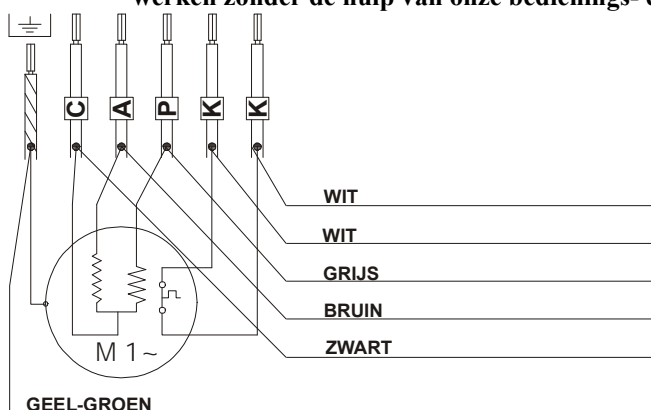 werken zonder de hulp van onze bedienings-
C A P K K
WIT
WIT
GRIJS
BRUIN
ZWART
M 1~
GEEL-GROEN